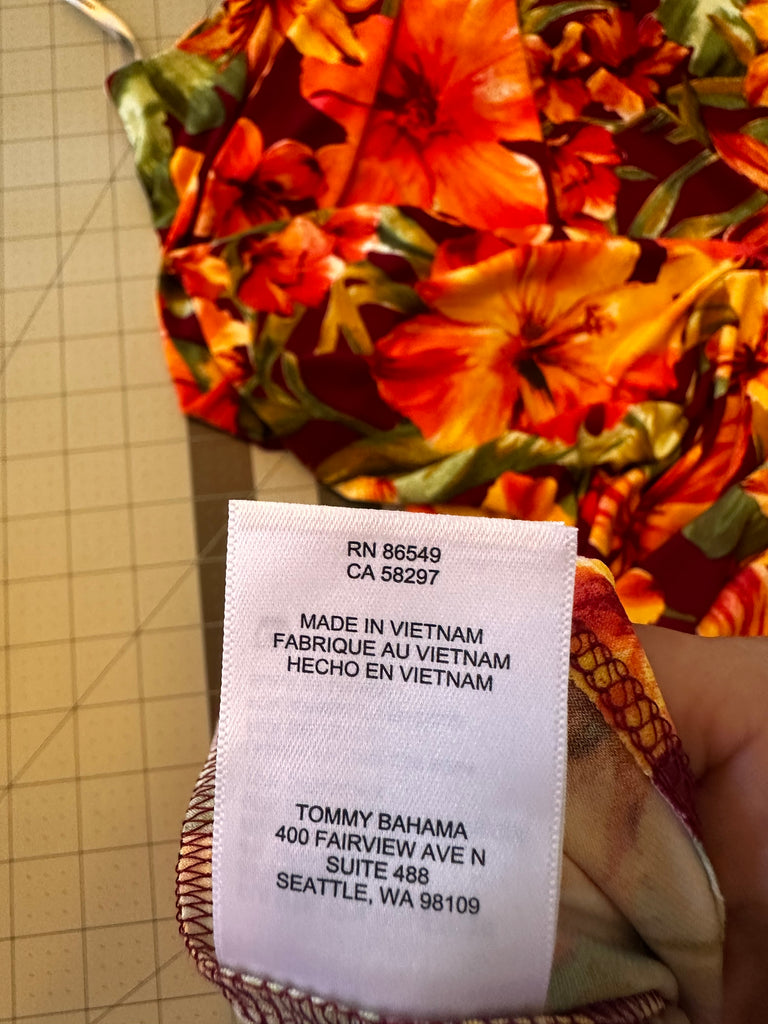 RN 86549
CA 58297
MADE IN VIETNAM
FABRIQUE AU VIETNAM
HECHO EN VIETNAM
TOMMY BAHAMA
400 FAIRVIEW AVE N
SUITE 488
SEATTLE, WA 98109